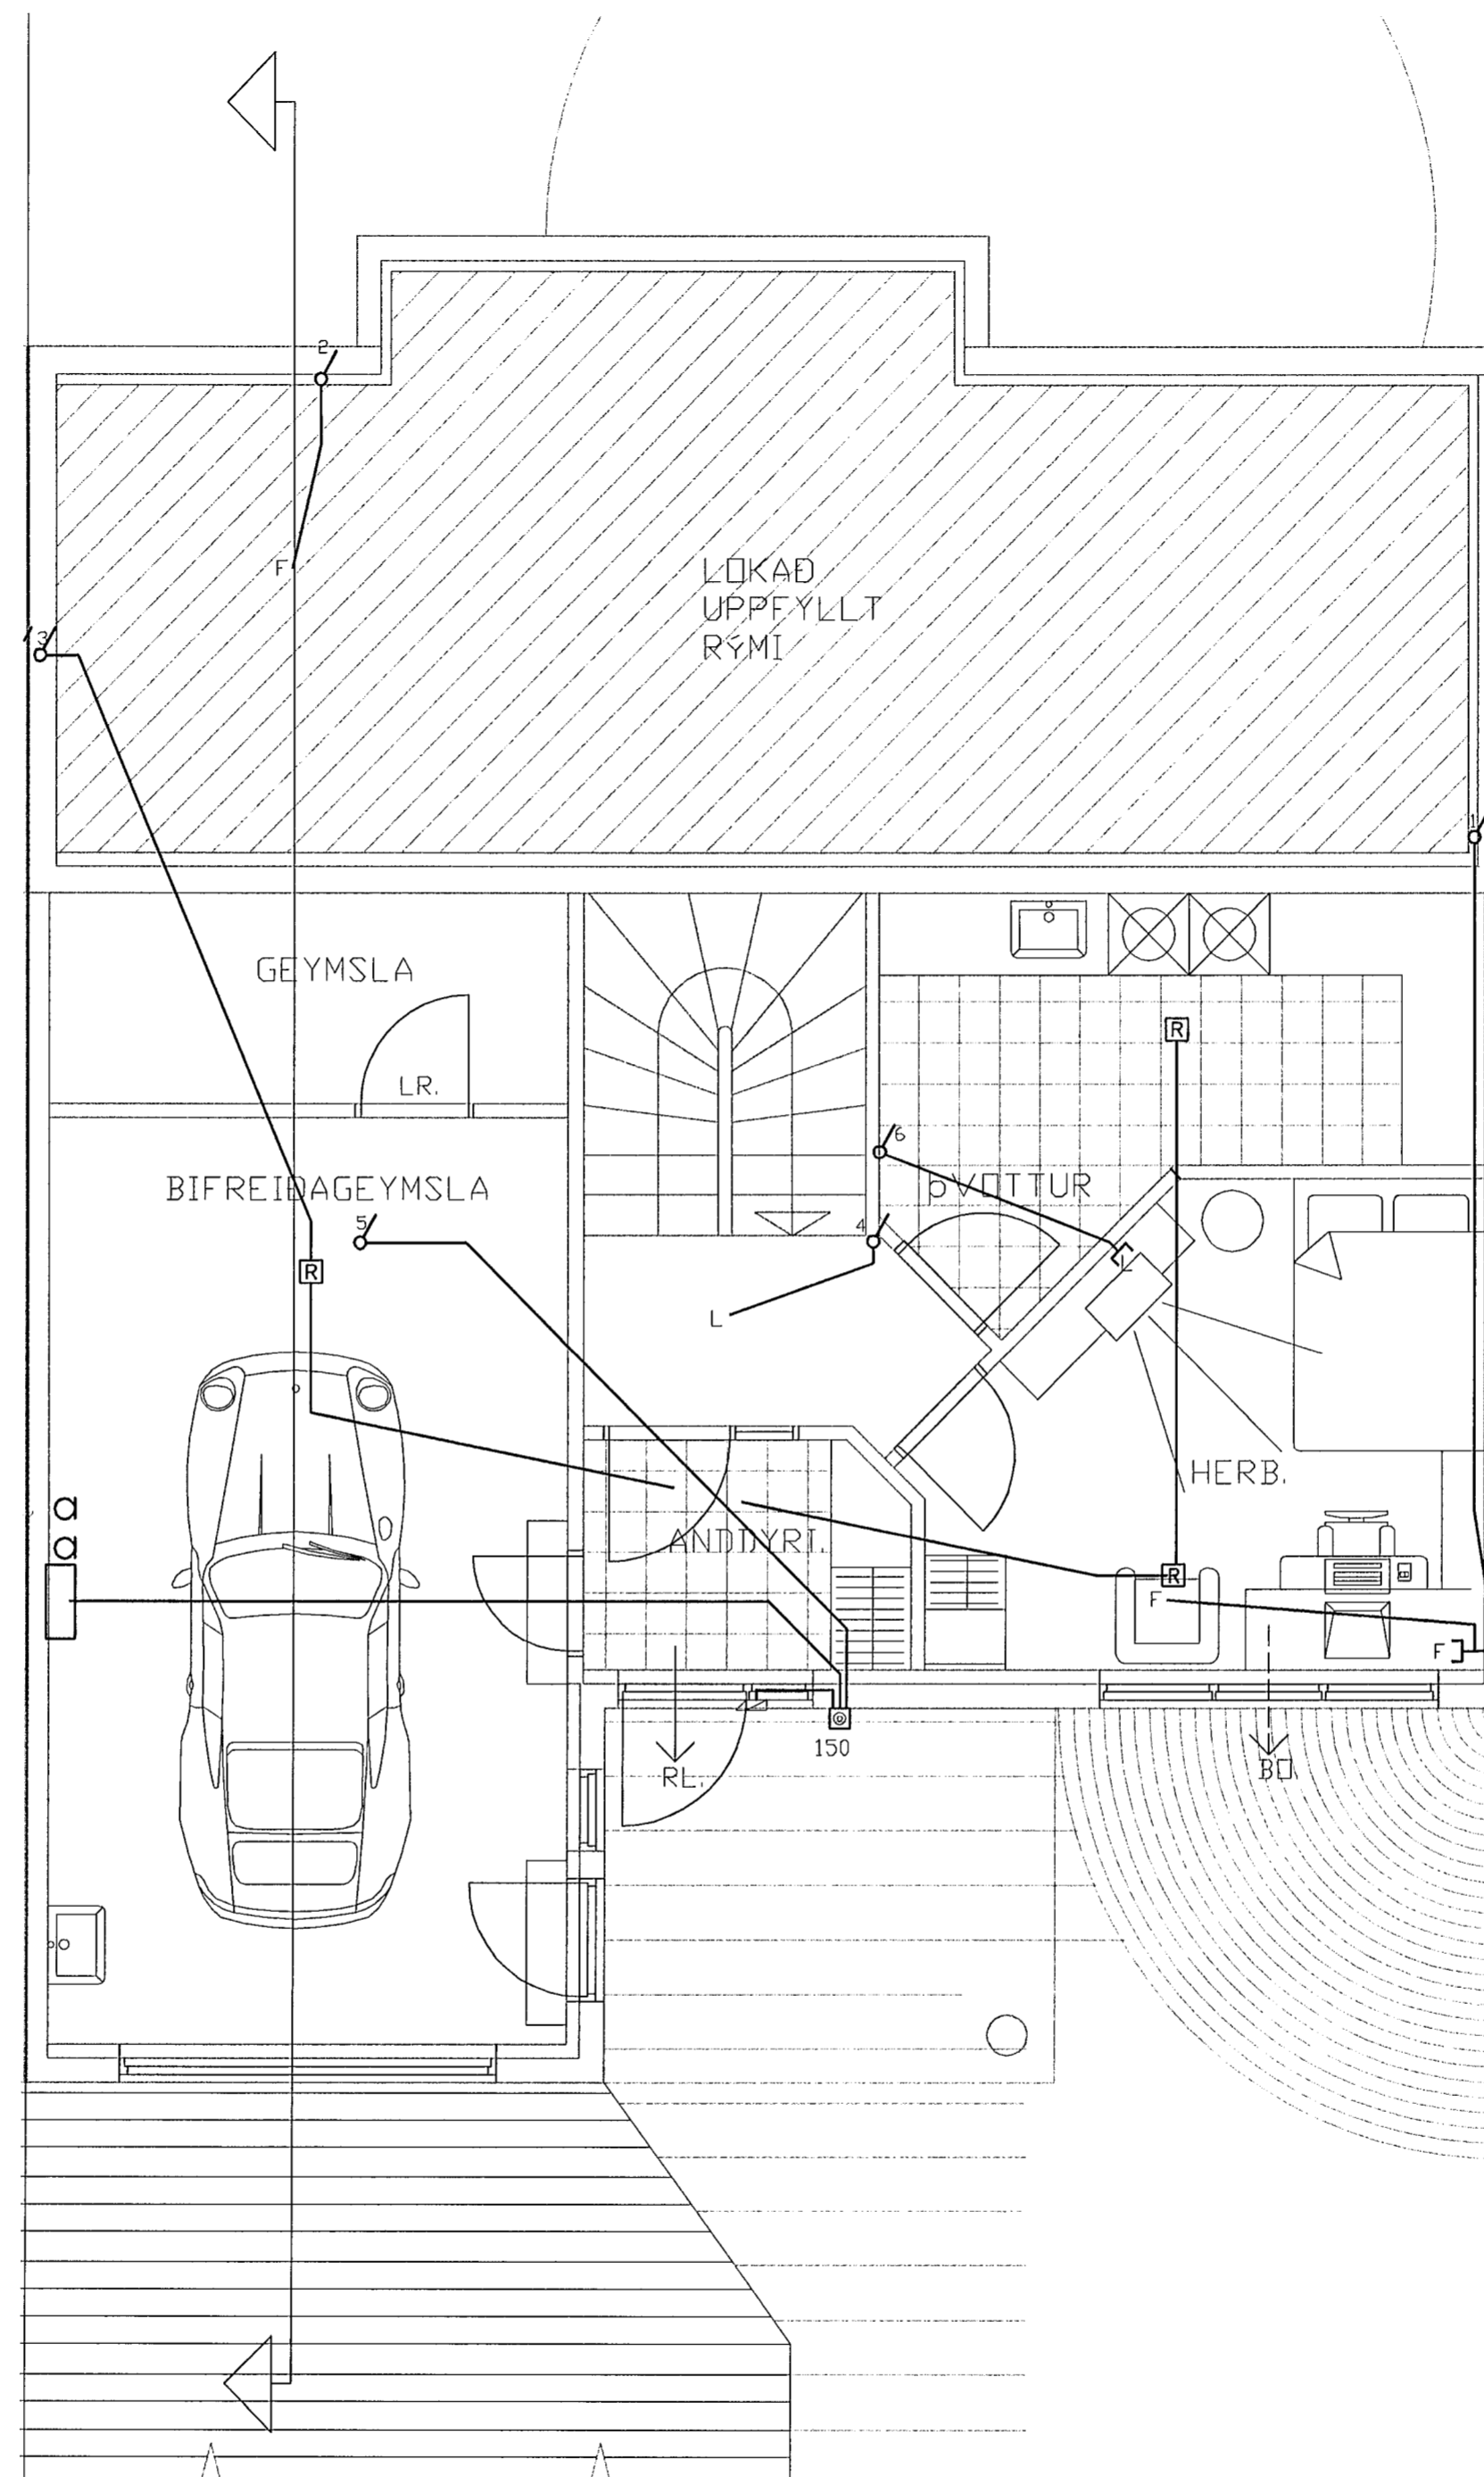 2
LOKAÐ
UPPFYLLT
RÝMI
F
3
1
GEYMSLA
LR.
R
6
ÞVOTTUR
BIFREIÐAGEYMSLA
5
4
R
L
L
HERB.
a
a
ANDDYRI.
R
F
F
150
RL.
BO